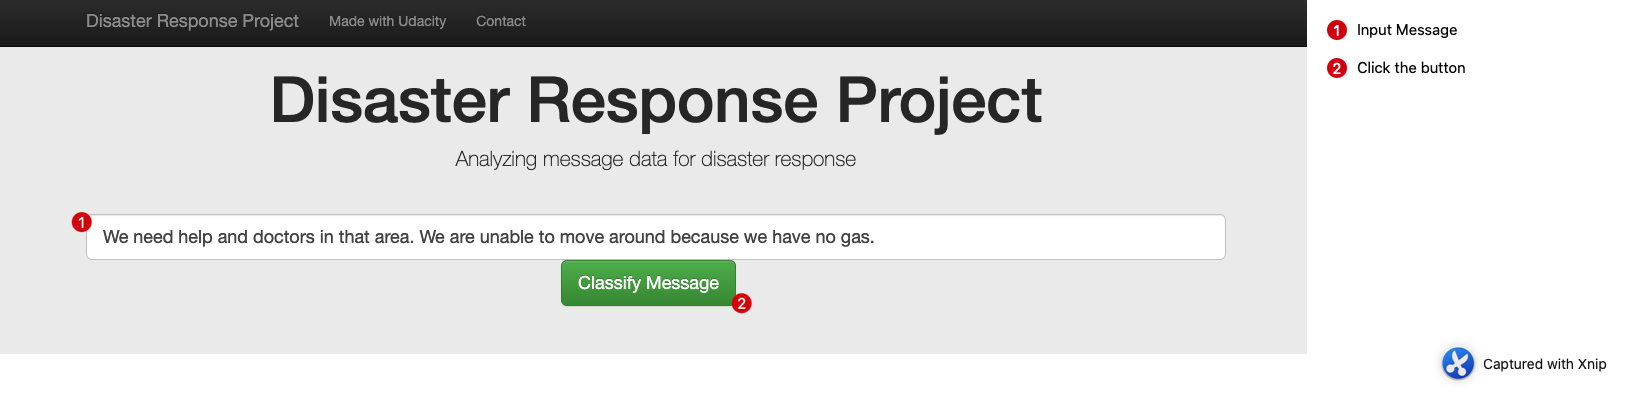 Disaster Response Project Made with Udacity Contact
Disaster Response Project
Analyzing message data for disaster response
1
We need help and doctors in that area. We are unable to move around because we have no gas.
Classify Message
2
1 Input Message
2 Click the button
Captured with Xnip